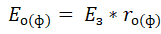 Eо(ф) = Eз * rо(ф)